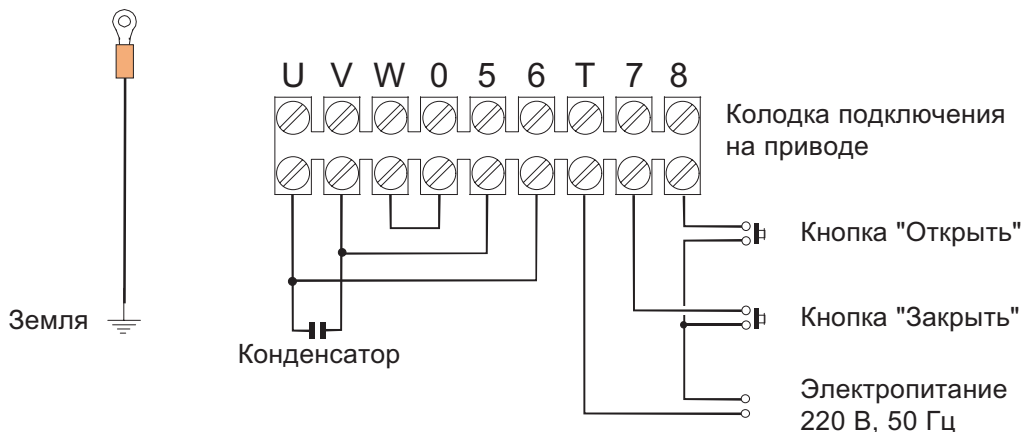 U V W 0 5 6 T 7 8
Колодка подключения
на приводе
Кнопка "Открыть"
Земля
Кнопка "Закрыть"
Конденсатор
Электропитание
220 В, 50 Гц